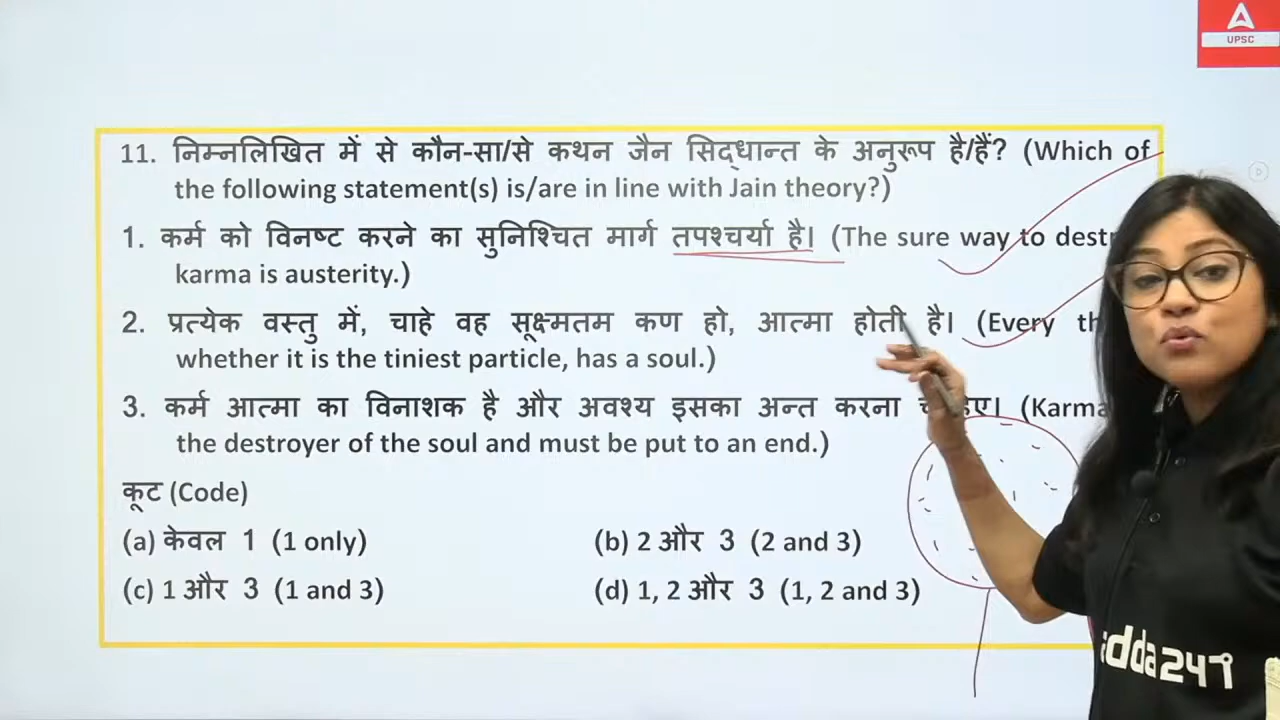 UPSC
11. निम्नलिखित में से कौन-सा/से कथन जैन सिद्धान्त के अनुरूप है/हैं? (Which of
the following statement(s) is/are in line with Jain theory?)
1. कर्म को विनष्ट करने का सुनिश्चित मार्ग तपश्चर्या है। (The sure way to destr
karma is austerity.)
2. प्रत्येक वस्तु में, चाहे वह सूक्ष्मतम कण हो, आत्मा होती है। (Every th
whether it is the tiniest particle, has a soul.)
3. कर्म आत्मा का विनाशक है और अवश्य इसका अन्त करना (Karma
the destroyer of the soul and must be put to an end.)
कूट (Code)
(a) केवल 1 (1 only)
(b) 2 और 3 (2 and 3)
(c) 1 और 3 (1 and 3)
(d) 1, 2 और 3 (1, 2 and 3)
adda247